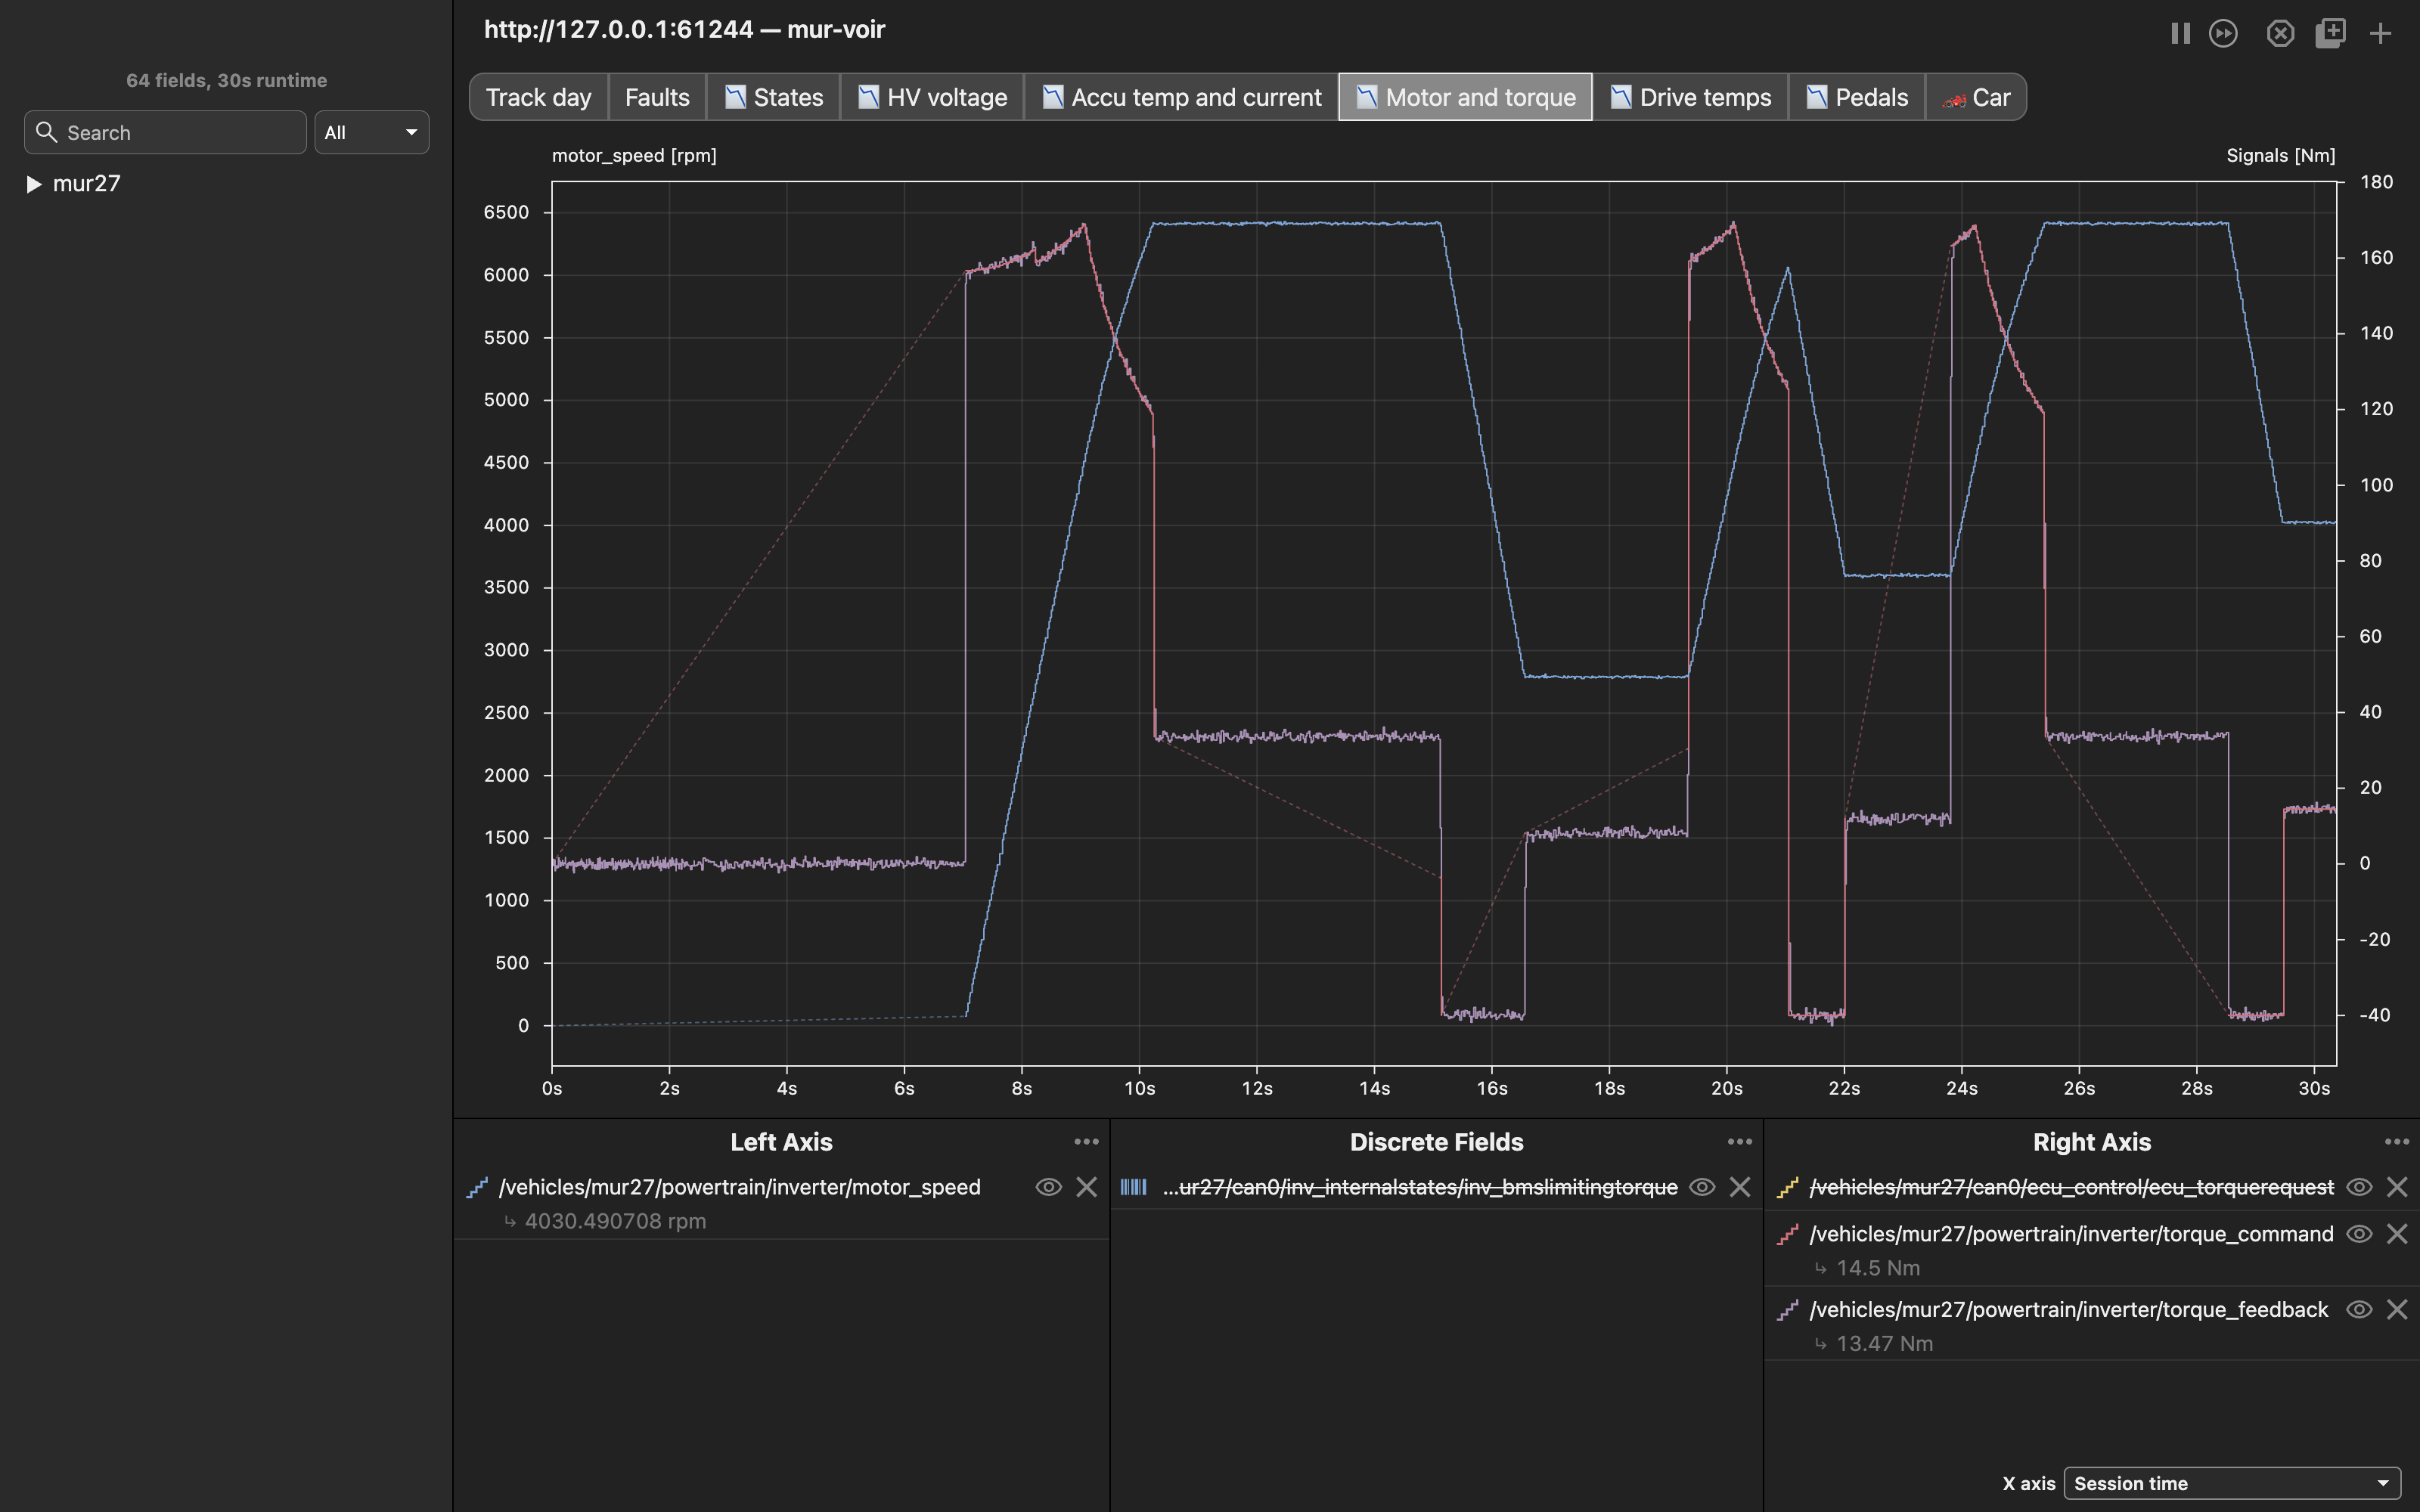 http://127.0.0.1:61244 — mur-voir
64 fields, 30s runtime
Search
All
mur27
Track day
Faults
States
HV voltage
Accu temp and current
Motor and torque
Drive temps
Pedals
Car
motor_speed [rpm]
Signals [Nm]
6500
6000
5500
5000
4500
4000
3500
3000
2500
2000
1500
1000
500
0
180
160
140
120
100
80
60
40
20
0
-20
-40
0s
2s
4s
6s
8s
10s
12s
14s
16s
18s
20s
22s
24s
26s
28s
30s
Left Axis
/vehicles/mur27/powertrain/inverter/motor_speed
4030.490708 rpm
Discrete Fields
...ur27/can0/inv_internalstates/inv_bmslimitingtorque
Right Axis
/vehicles/mur27/can0/ecu_control/ecu_torquerequest
/vehicles/mur27/powertrain/inverter/torque_command
14.5 Nm
/vehicles/mur27/powertrain/inverter/torque_feedback
13.47 Nm
X axis
Session time